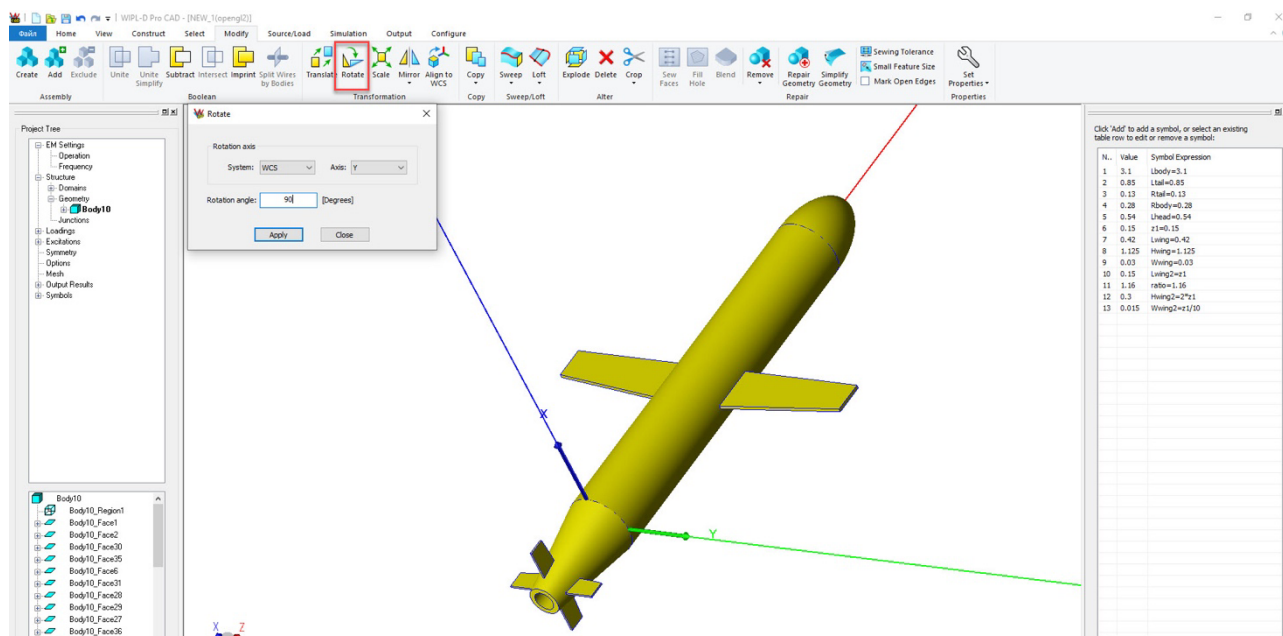 WIPL-D Pro CAD - [NEW_1(opengl2)]
Файл Home View Construct Select Modify Source/Load Simulation Output Configure
Create Add Exclude Unite Unite Simplify Subtract Intersect Imprint Split Wires by Bodies Translate Rotate Scale Mirror Align to WCS Copy Sweep Loft Explode Delete Crop Sew Faces Fill Hole Blend Remove Repair Geometry Simplify Geometry Set Properties
Sewing Tolerance
Small Feature Size
Mark Open Edges
Assembly Boolean Transformation Copy Sweep/Loft Alter Repair Properties
Project Tree
EM Settings
Operation
Frequency
Structure
Domains
Geometry
Body10
Junctions
Loadings
Excitations
Symmetry
Options
Mesh
Output Results
Symbols
Body10
Body10_Region1
Body10_Face1
Body10_Face2
Body10_Face30
Body10_Face35
Body10_Face6
Body10_Face31
Body10_Face28
Body10_Face29
Body10_Face27
Body10_Face36
Rotate
Rotation axis
System: WCS Axis: Y
Rotation angle: 90 [Degrees]
Apply Close
X
Y
X Z
Click 'Add' to add a symbol, or select an existing
table row to edit or remove a symbol:
N.. Value Symbol Expression
1 3.1 Lbody=3.1
2 0.85 Ltail=0.85
3 0.13 Rtail=0.13
4 0.28 Rbody=0.28
5 0.54 Lhead=0.54
6 0.15 z1=0.15
7 0.42 Lwing=0.42
8 1.125 Hwing=1.125
9 0.03 Wwing=0.03
10 0.15 Lwing2=z1
11 1.16 ratio=1.16
12 0.3 Hwing2=2*z1
13 0.015 Wwing2=z1/10